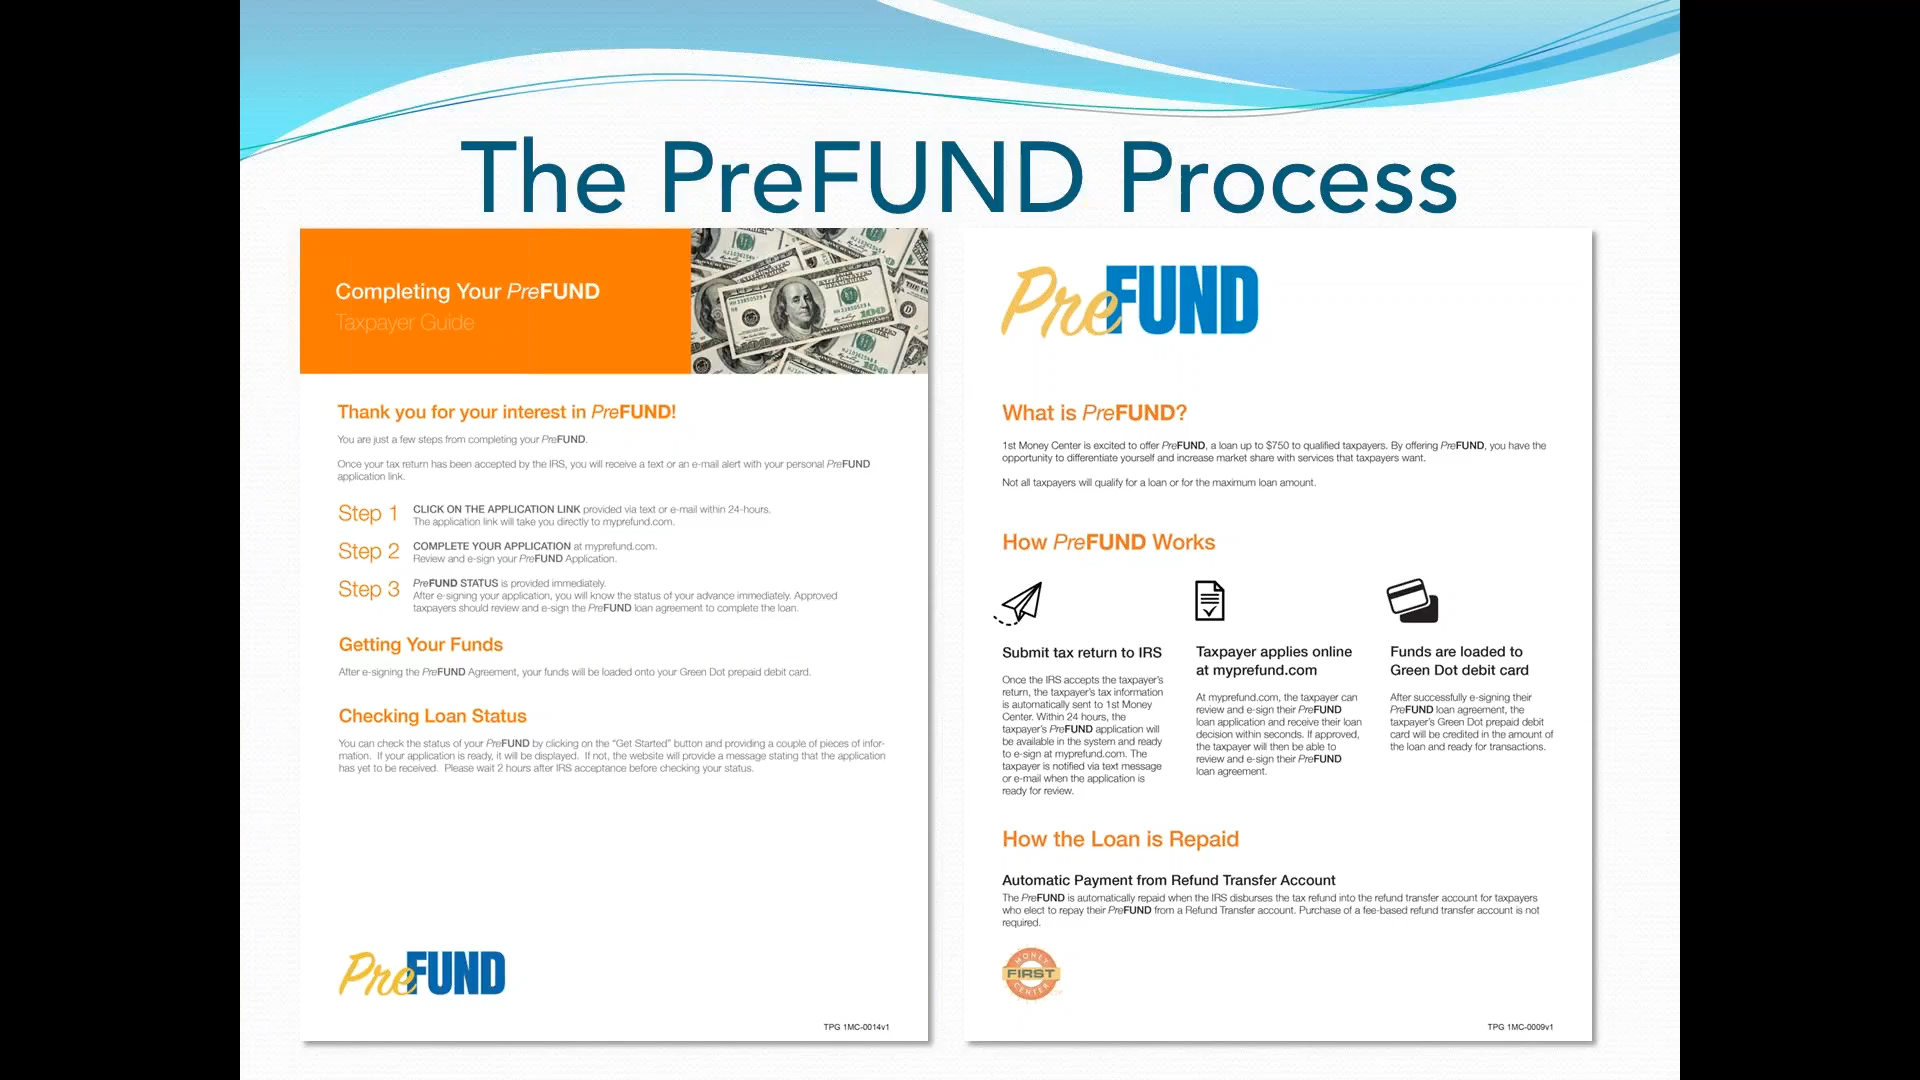 The PreFUND Process
Completing Your PreFUND
Taxpayer Guide
Thank you for your interest in PreFUND!
You are just a few steps from completing your PreFUND.
Once your tax return has been accepted by the IRS, you will receive a text or an e-mail alert with your personal PreFUND
application link.
Step 1
CLICK ON THE APPLICATION LINK provided via text or e-mail within 24-hours.
The application link will take you directly to myprefund.com.
Step 2
COMPLETE YOUR APPLICATION at myprefund.com.
Review and e-sign your PreFUND Application.
Step 3
PreFUND STATUS is provided immediately.
After e-signing your application, you will know the status of your advance immediately. Approved
taxpayers should review and e-sign the PreFUND loan agreement to complete the loan.
Getting Your Funds
After e-signing the PreFUND Agreement, your funds will be loaded onto your Green Dot prepaid debit card.
Checking Loan Status
You can check the status of your PreFUND by clicking on the “Get Started” button and providing a couple of pieces of infor-
mation. If your application is ready, it will be displayed. If not, the website will provide a message stating that the application
has yet to be received. Please wait 2 hours after IRS acceptance before checking your status.
PreFUND
TPG 1MC-0014v1
PreFUND
What is PreFUND?
1st Money Center is excited to offer PreFUND, a loan up to $750 to qualified taxpayers. By offering PreFUND, you have the
opportunity to differentiate yourself and increase market share with services that taxpayers want.
Not all taxpayers will qualify for a loan or for the maximum loan amount.
How PreFUND Works
Submit tax return to IRS
Once the IRS accepts the taxpayer's
return, the taxpayer's tax information
is automatically sent to 1st Money
Center. Within 24 hours, the
taxpayer's PreFUND application will
be available in the system and ready
to e-sign at myprefund.com. The
taxpayer is notified via text message
or e-mail when the application is
ready for review.
Taxpayer applies online
at myprefund.com
At myprefund.com, the taxpayer can
review and e-sign their PreFUND
loan application and receive their loan
decision within seconds. If approved,
the taxpayer will then be able to
review and e-sign their PreFUND
loan agreement.
Funds are loaded to
Green Dot debit card
After successfully e-signing their
PreFUND loan agreement, the
taxpayer's Green Dot prepaid debit
card will be credited in the amount of
the loan and ready for transactions.
How the Loan is Repaid
Automatic Payment from Refund Transfer Account
The PreFUND is automatically repaid when the IRS disburses the tax refund into the refund transfer account for taxpayers
who elect to repay their PreFUND from a Refund Transfer account. Purchase of a fee-based refund transfer account is not
required.
MONEY
FIRST
CENTER
TPG 1MC-0009v1